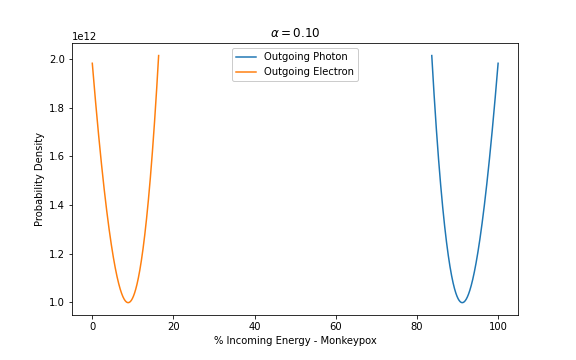 α = 0.10
1e12
Outgoing Photon
Outgoing Electron
2.0
1.8
1.6
1.4
1.2
1.0
Probability Density
0 20 40 60 80 100
% Incoming Energy - Monkeypox